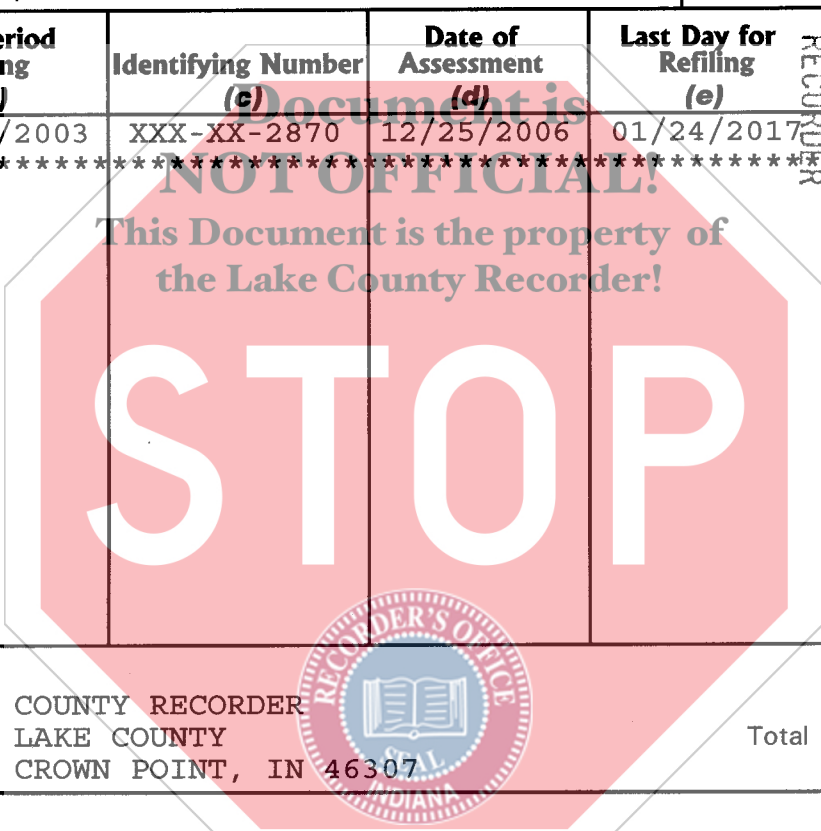 eriod
ng
)
Identifying Number
(c)
Date of
Assessment
(d)
Last Day for
Refiling
(e)
RECORDER
/2003 XXX-XX-2870 12/25/2006 01/24/2017
Document is
NOT OFFICIAL!
This Document is the property of
the Lake County Recorder!
STOP
RECORDER'S OFFICE
SEAL
INDIANA
COUNTY RECORDER
LAKE COUNTY
CROWN POINT, IN 46307
Total